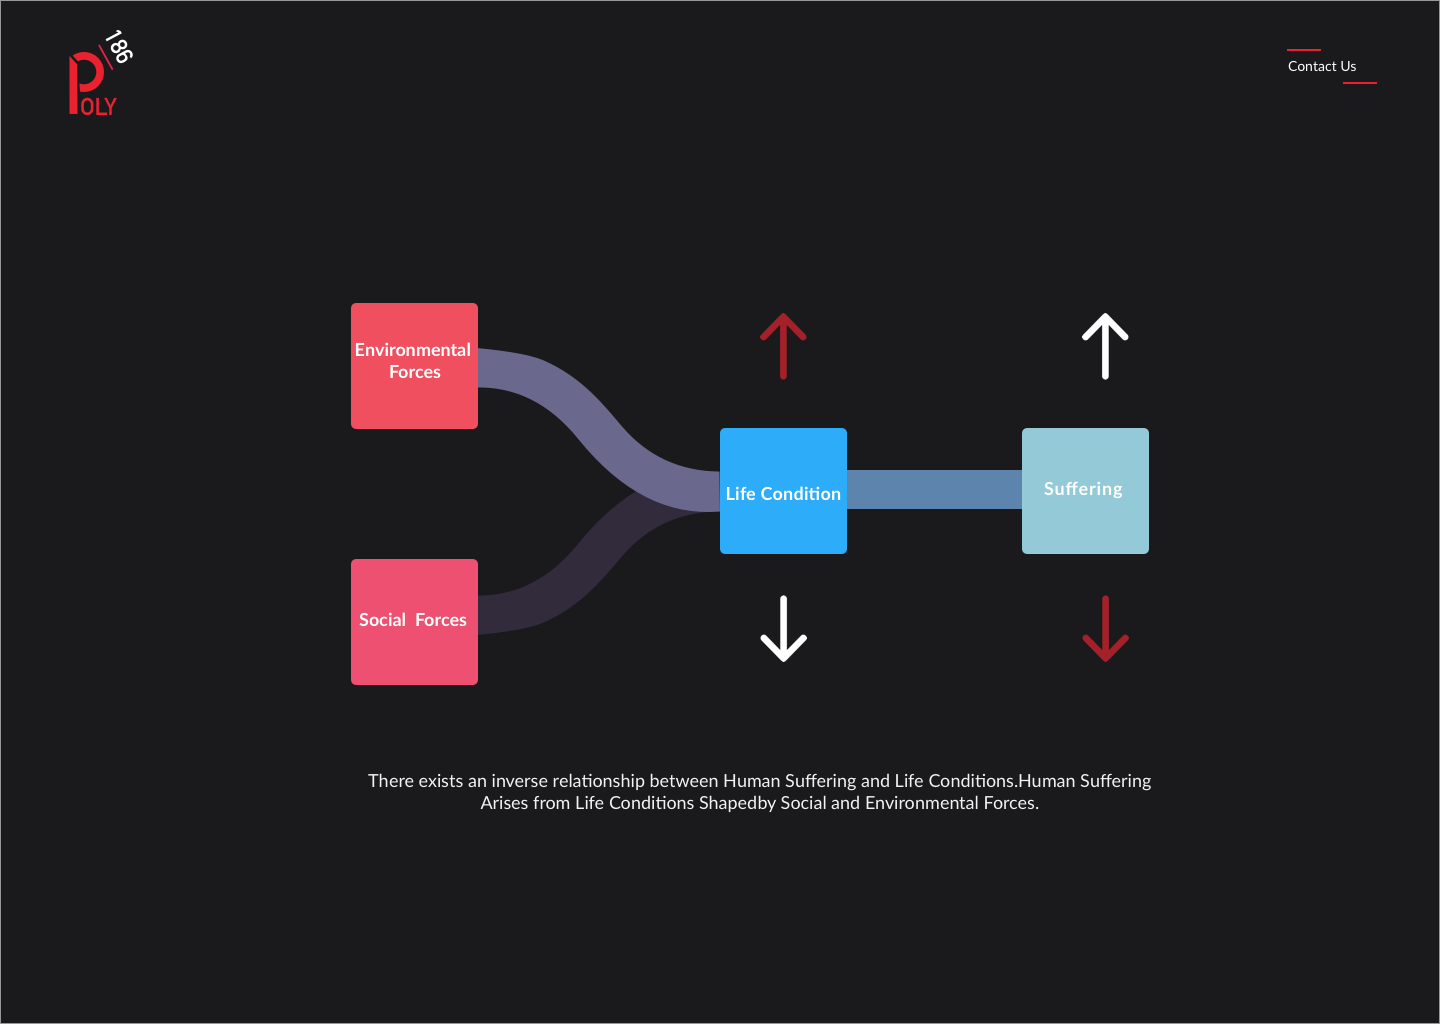 186
POLY
Contact Us
Environmental
Forces
Life Condition
Suffering
Social  Forces
There exists an inverse relationship between Human Suffering and Life Conditions.Human Suffering
Arises from Life Conditions Shapedby Social and Environmental Forces.